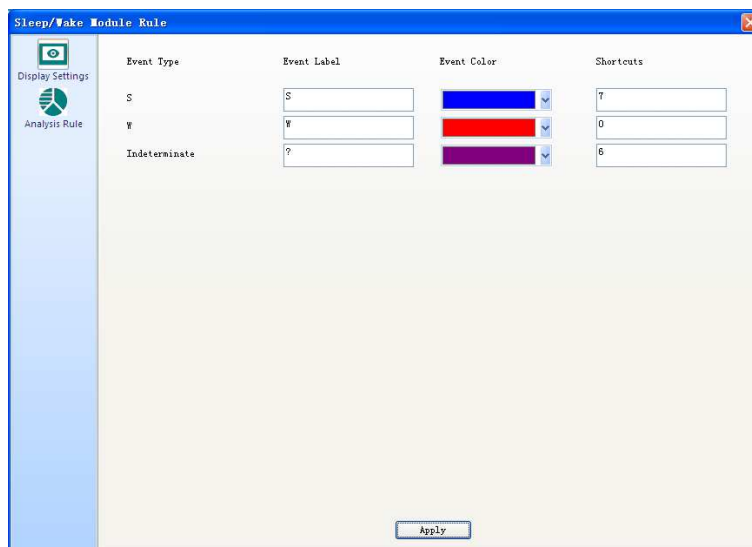 Sleep/Wake Module Rule
Display Settings
Analysis Rule
Event Type Event Label Event Color Shortcuts
S S 7
W W 0
Indeterminate ? 6
Apply